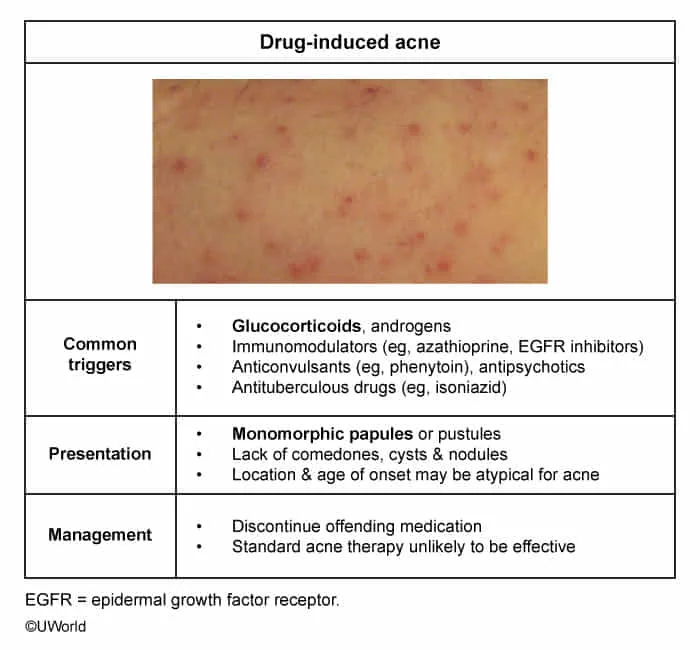 Drug-induced acne
Common
triggers
• Glucocorticoids, androgens
• Immunomodulators (eg, azathioprine, EGFR inhibitors)
• Anticonvulsants (eg, phenytoin), antipsychotics
• Antituberculous drugs (eg, isoniazid)
Presentation
• Monomorphic papules or pustules
• Lack of comedones, cysts & nodules
• Location & age of onset may be atypical for acne
Management
• Discontinue offending medication
• Standard acne therapy unlikely to be effective
EGFR = epidermal growth factor receptor.
©UWorld